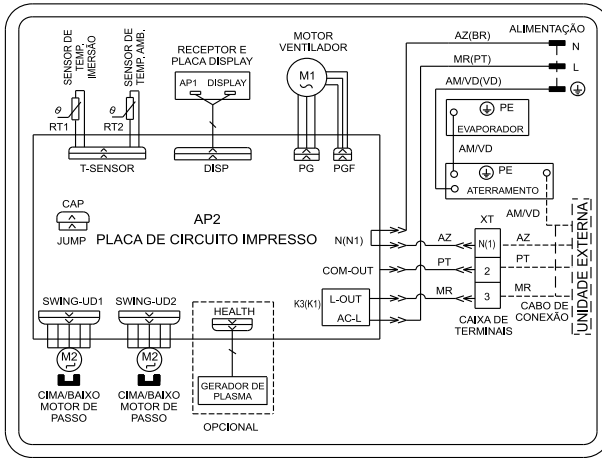 SENSOR DE
TEMP,
IMERSÃO
SENSOR DE
TEMP, AMB,
RECEPTOR E
PLACA DISPLAY
AP1 DISPLAY
MOTOR
VENTILADOR
M1
AZ(BR)
MR(PT)
AM/VD(VD)
ALIMENTAÇÃO
N
L
θ
RT1
θ
RT2
T-SENSOR
DISP
PG
PGF
PE
EVAPORADOR
AM/VD
PE
ATERRAMENTO
AM/VD
CAP
JUMP
AP2
PLACA DE CIRCUITO IMPRESSO
N(N1)
AZ
XT
N(1)
AZ
COM-OUT
PT
2
PT
K3(K1)
L-OUT
AC-L
MR
3
MR
CAIXA DE
TERMINAIS
CABO DE
CONEXÃO
UNIDADE EXTERNA
SWING-UD1
SWING-UD2
HEALTH
M2
M2
GERADOR DE
PLASMA
CIMA/BAIXO
MOTOR DE
PASSO
CIMA/BAIXO
MOTOR DE
PASSO
OPCIONAL